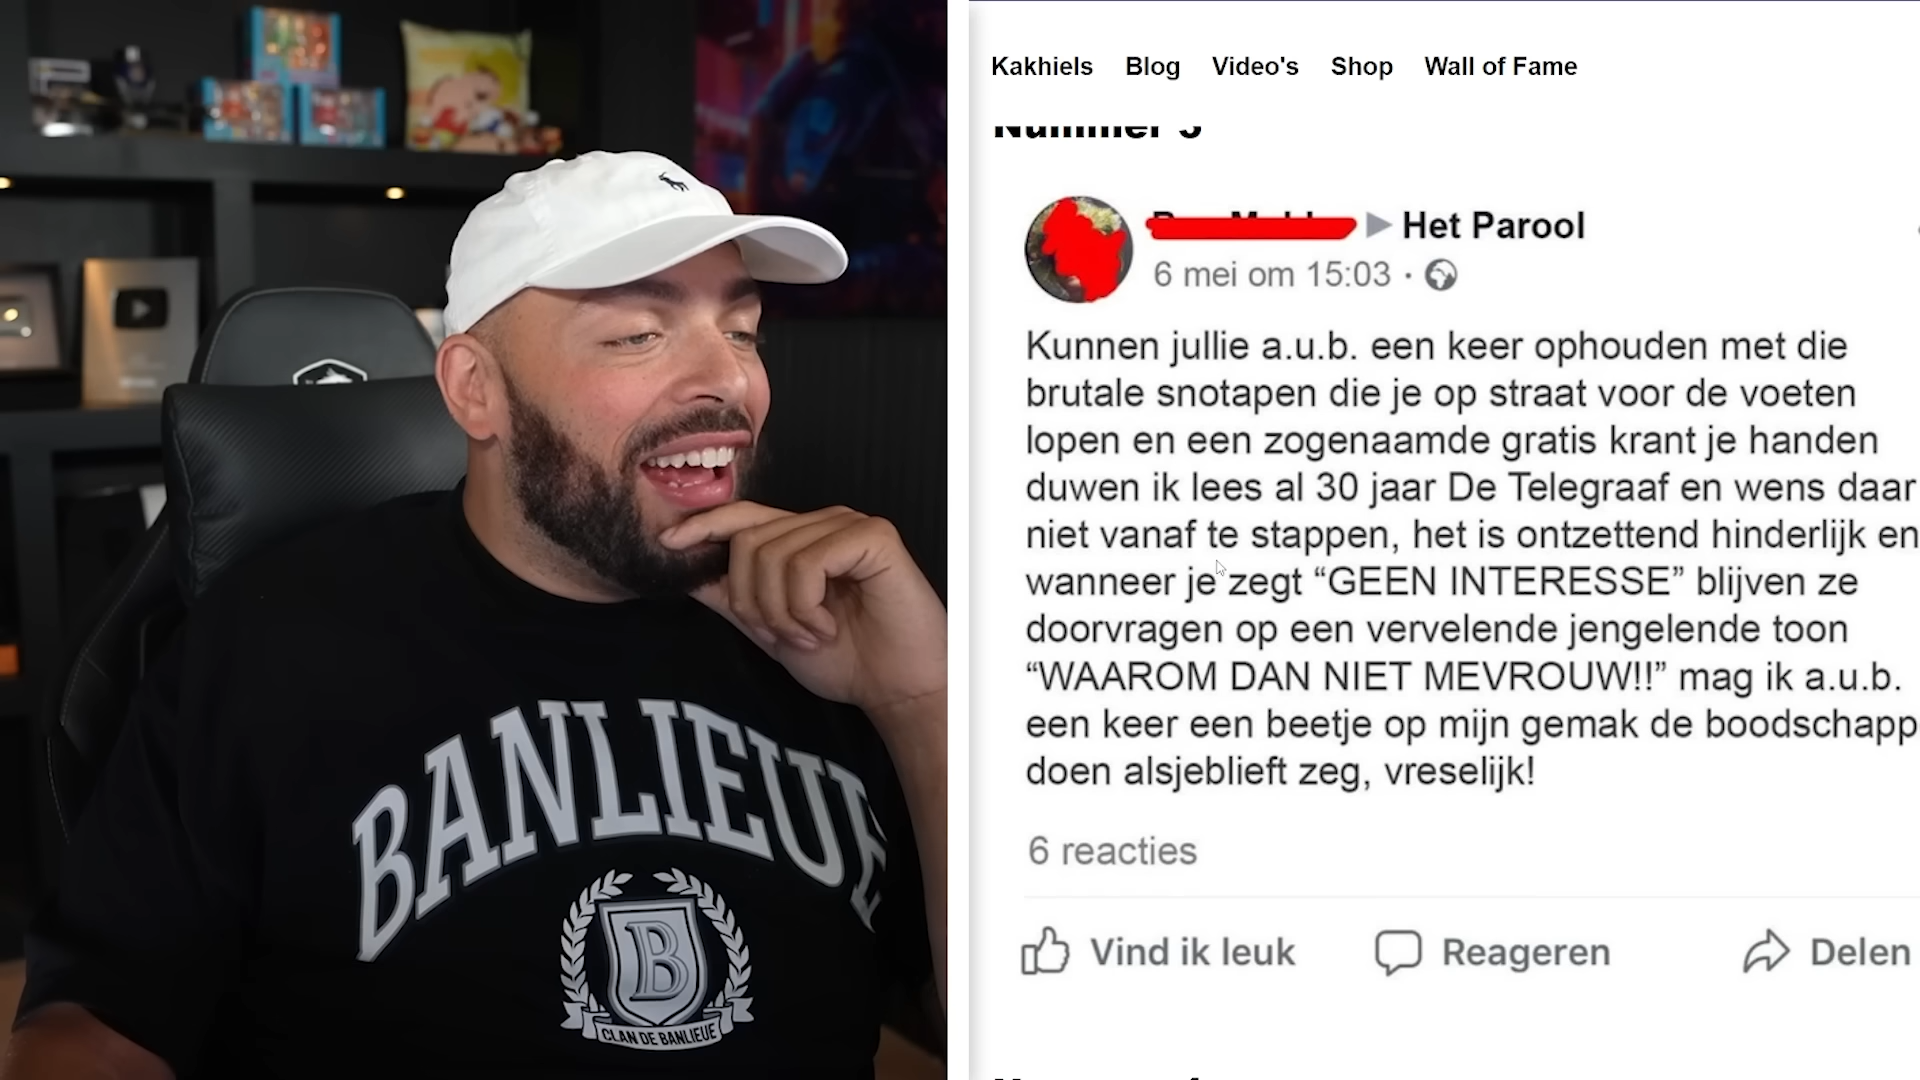 BANLIEUE
B
CLAN DE BANLIEUE
Kakhiels Blog Video's Shop Wall of Fame
Nummer 3
Het Parool
6 mei om 15:03 ·
Kunnen jullie a.u.b. een keer ophouden met die
brutale snotapen die je op straat voor de voeten
lopen en een zogenaamde gratis krant je handen
duwen ik lees al 30 jaar De Telegraaf en wens daar
niet vanaf te stappen, het is ontzettend hinderlijk en
wanneer je zegt “GEEN INTERESSE” blijven ze
doorvragen op een vervelende jengelende toon
“WAAROM DAN NIET MEVROUW!!” mag ik a.u.b.
een keer een beetje op mijn gemak de boodschapp
doen alsjeblieft zeg, vreselijk!
6 reacties
Vind ik leuk Reageren Delen